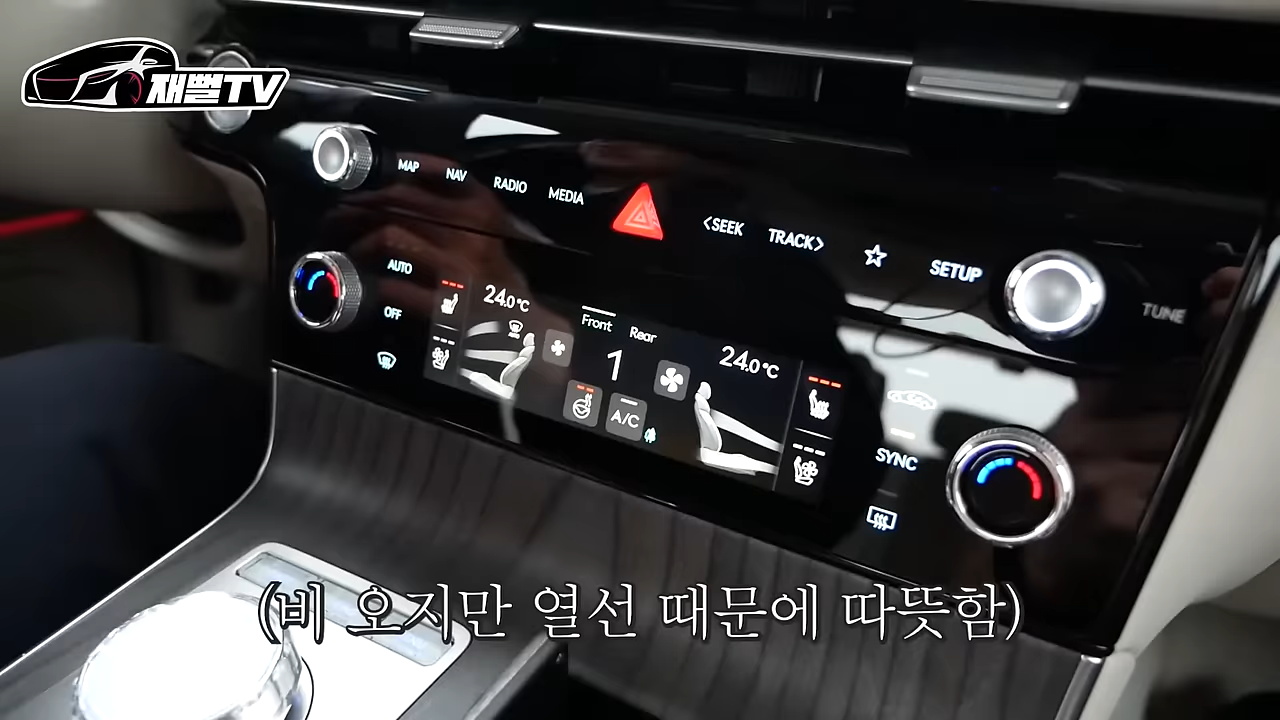 재뻘TV
MAP NAV RADIO MEDIA <SEEK TRACK> SETUP TUNE
AUTO
OFF
24.0°C
Front Rear
1
A/C
24.0°C
SYNC
(비 오지만 열선 때문에 따뜻함)